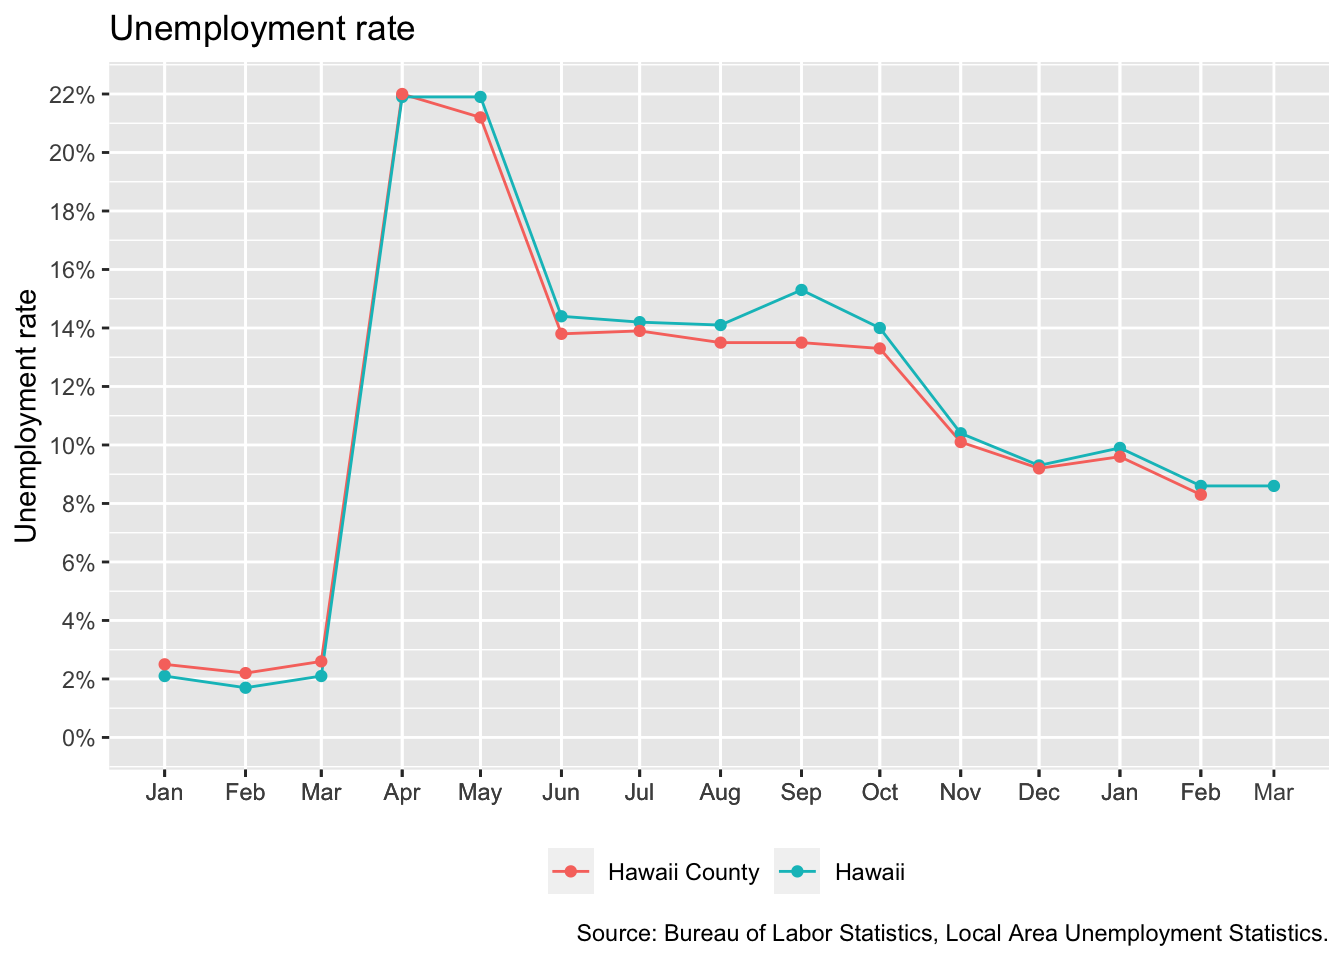 Unemployment rate
Unemployment rate
22%
20%
18%
16%
14%
12%
10%
8%
6%
4%
2%
0%
Jan Feb Mar Apr May Jun Jul Aug Sep Oct Nov Dec Jan Feb Mar
Hawaii County Hawaii
Source: Bureau of Labor Statistics, Local Area Unemployment Statistics.